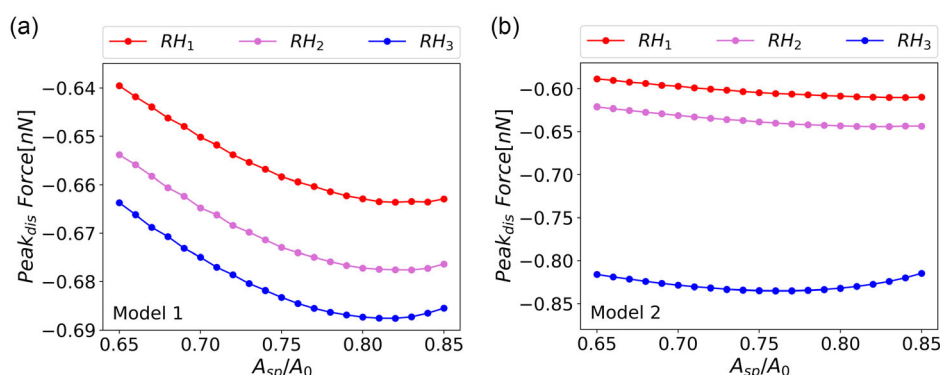 (a)
RH1 RH2 RH3
Peakdis Force[nN]
−0.64
−0.65
−0.66
−0.67
−0.68
−0.69
Model 1
0.65 0.70 0.75 0.80 0.85
Asp/A0
(b)
RH1 RH2 RH3
Peakdis Force[nN]
−0.60
−0.65
−0.70
−0.75
−0.80
−0.85
Model 2
0.65 0.70 0.75 0.80 0.85
Asp/A0